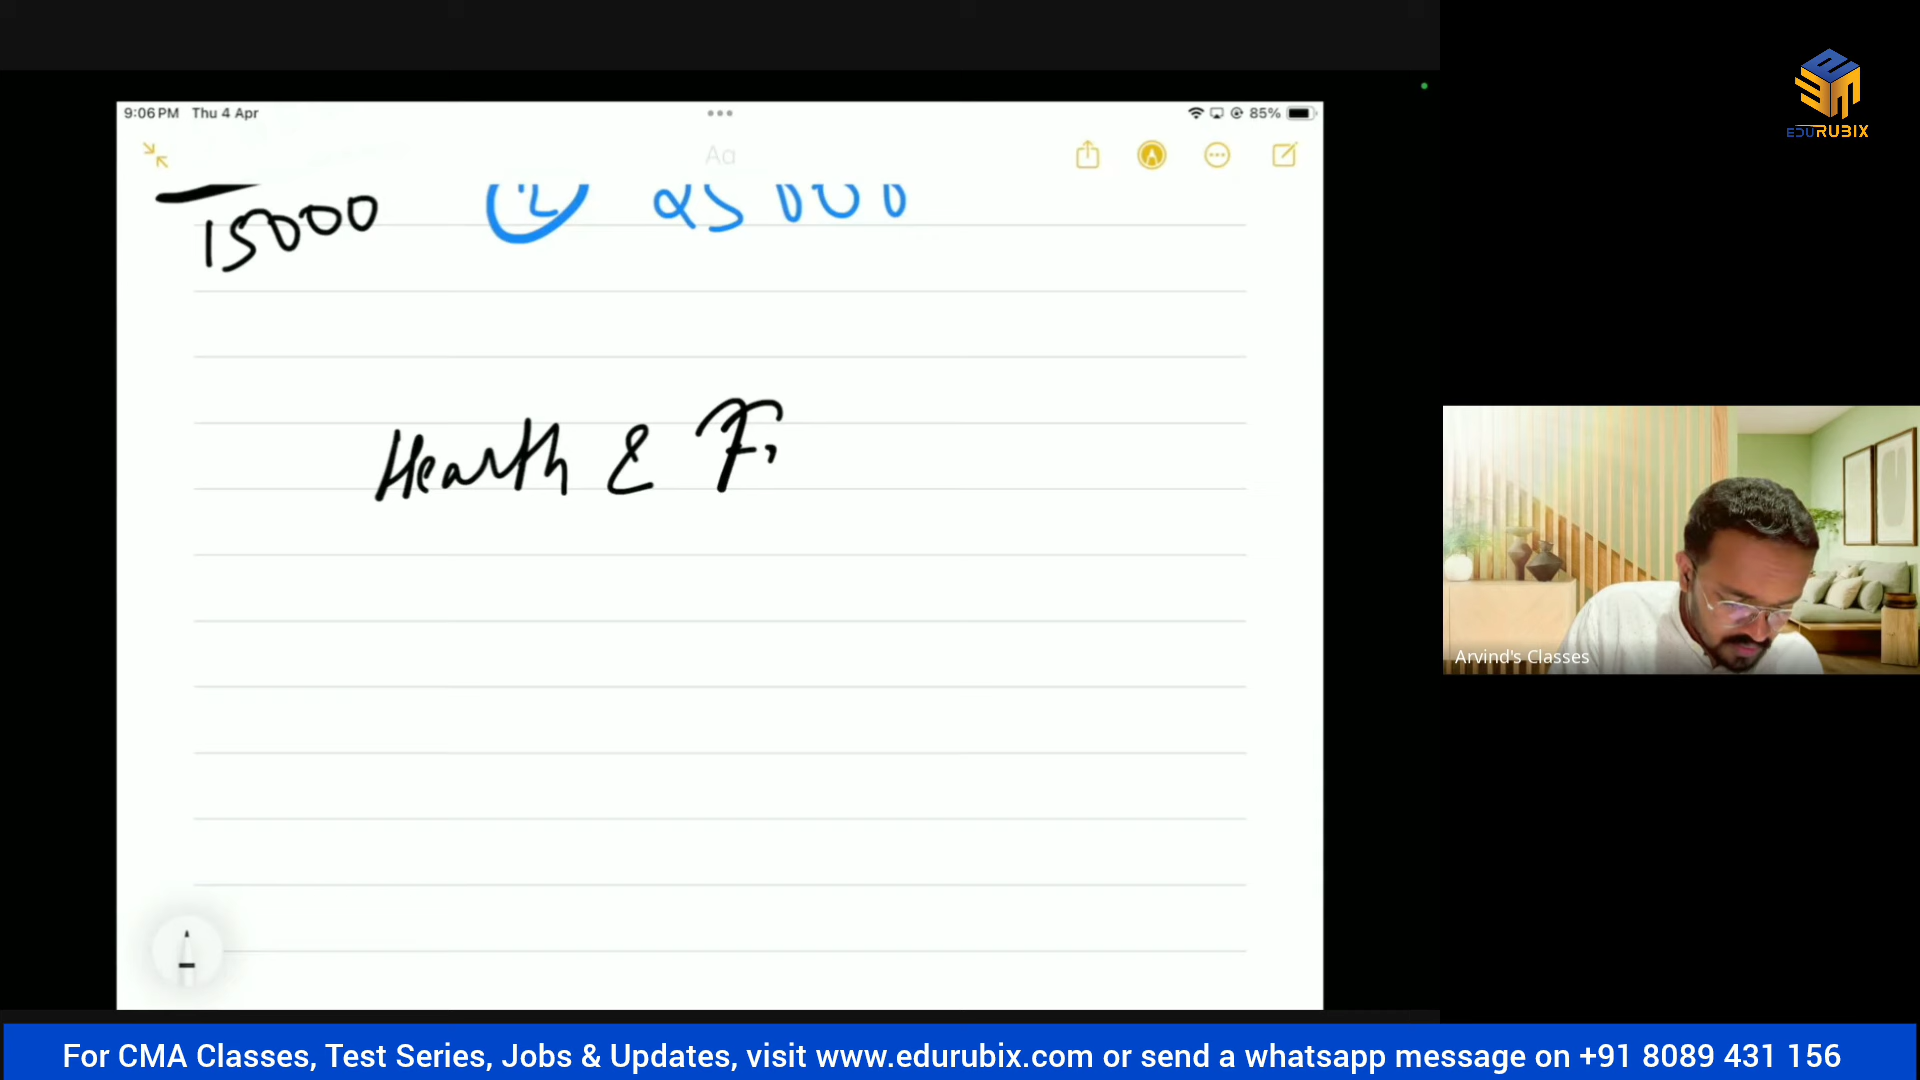 EDURUBIX
9:06 PM Thu 4 Apr
85%
Aa
15000 2 25000
Health & Fi
Arvind's Classes
For CMA Classes, Test Series, Jobs & Updates, visit www.edurubix.com or send a whatsapp message on +91 8089 431 156